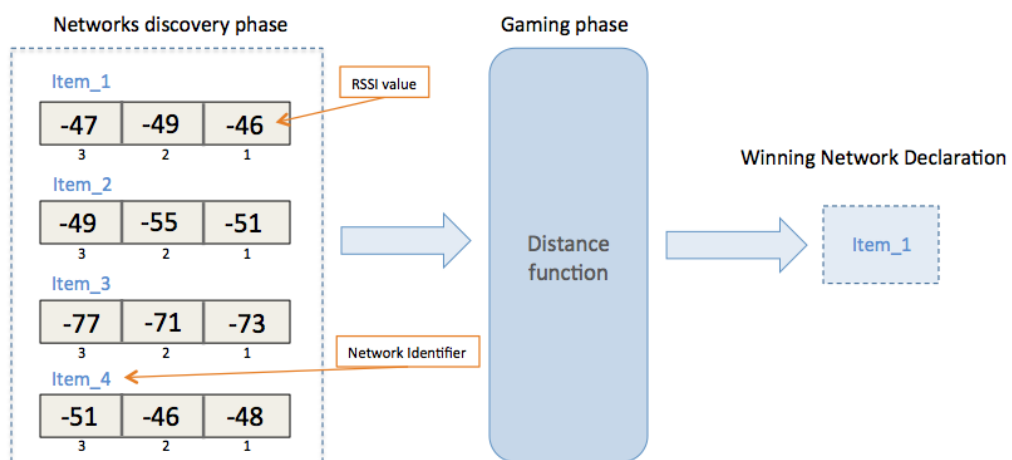 Networks discovery phase
Gaming phase
Item_1
RSSI value
-47 -49 -46
3 2 1
Winning Network Declaration
Item_2
-49 -55 -51
3 2 1
Distance
function
Item_1
Item_3
-77 -71 -73
3 2 1
Network Identifier
Item_4
-51 -46 -48
3 2 1